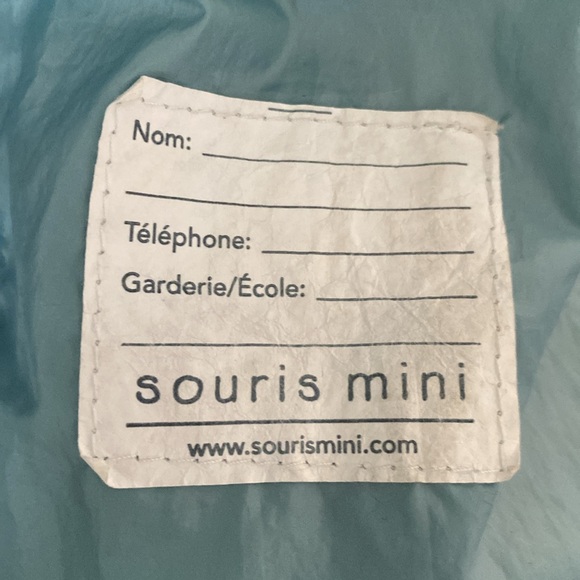 Nom:
Téléphone:
Garderie/École:
souris mini
www.sourismini.com